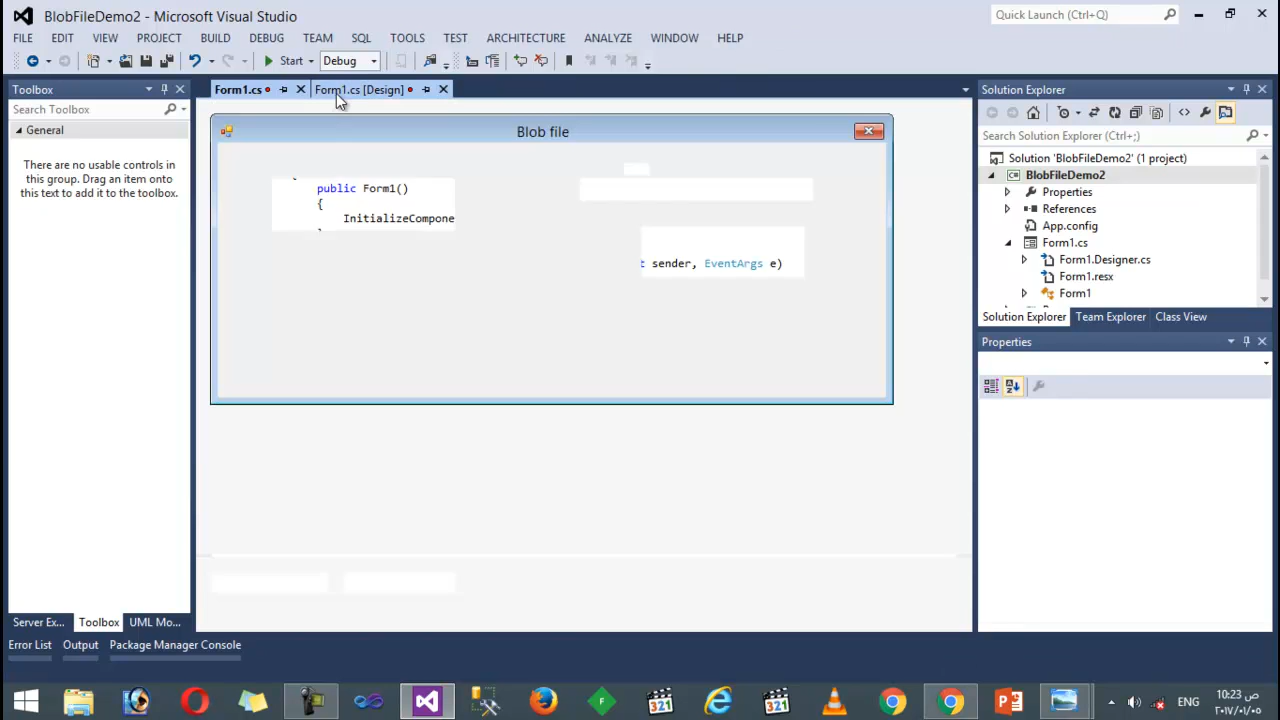 BlobFileDemo2 - Microsoft Visual Studio
Quick Launch (Ctrl+Q)
FILE EDIT VIEW PROJECT BUILD DEBUG TEAM SQL TOOLS TEST ARCHITECTURE ANALYZE WINDOW HELP
Start Debug
Toolbox
Form1.cs Form1.cs [Design]
Solution Explorer
Search Toolbox
General
There are no usable controls in
this group. Drag an item onto
this text to add it to the toolbox.
Blob file
public Form1()
{
InitializeCompone
t sender, EventArgs e)
Search Solution Explorer (Ctrl+;)
Solution 'BlobFileDemo2' (1 project)
BlobFileDemo2
Properties
References
App.config
Form1.cs
Form1.Designer.cs
Form1.resx
Form1
Solution Explorer Team Explorer Class View
Properties
Server Ex... Toolbox UML Mo...
Error List Output Package Manager Console
321
F
321
ENG
10:23 ص
٢٠١٧/٠١/٠٥